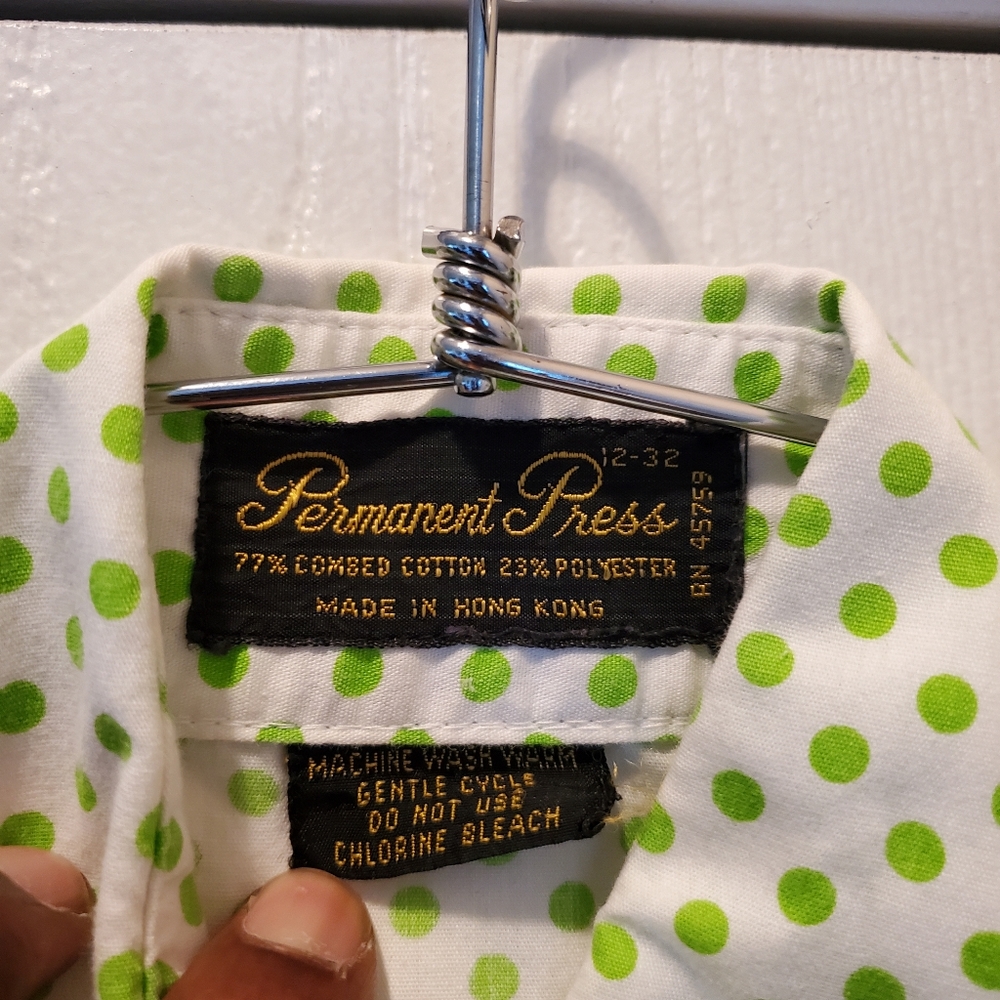 12-32
Permanent Press
77% COMBED COTTON 23% POLYESTER
MADE IN HONG KONG
RN 45759
MACHINE WASH WARM
GENTLE CYCLE
DO NOT USE
CHLORINE BLEACH